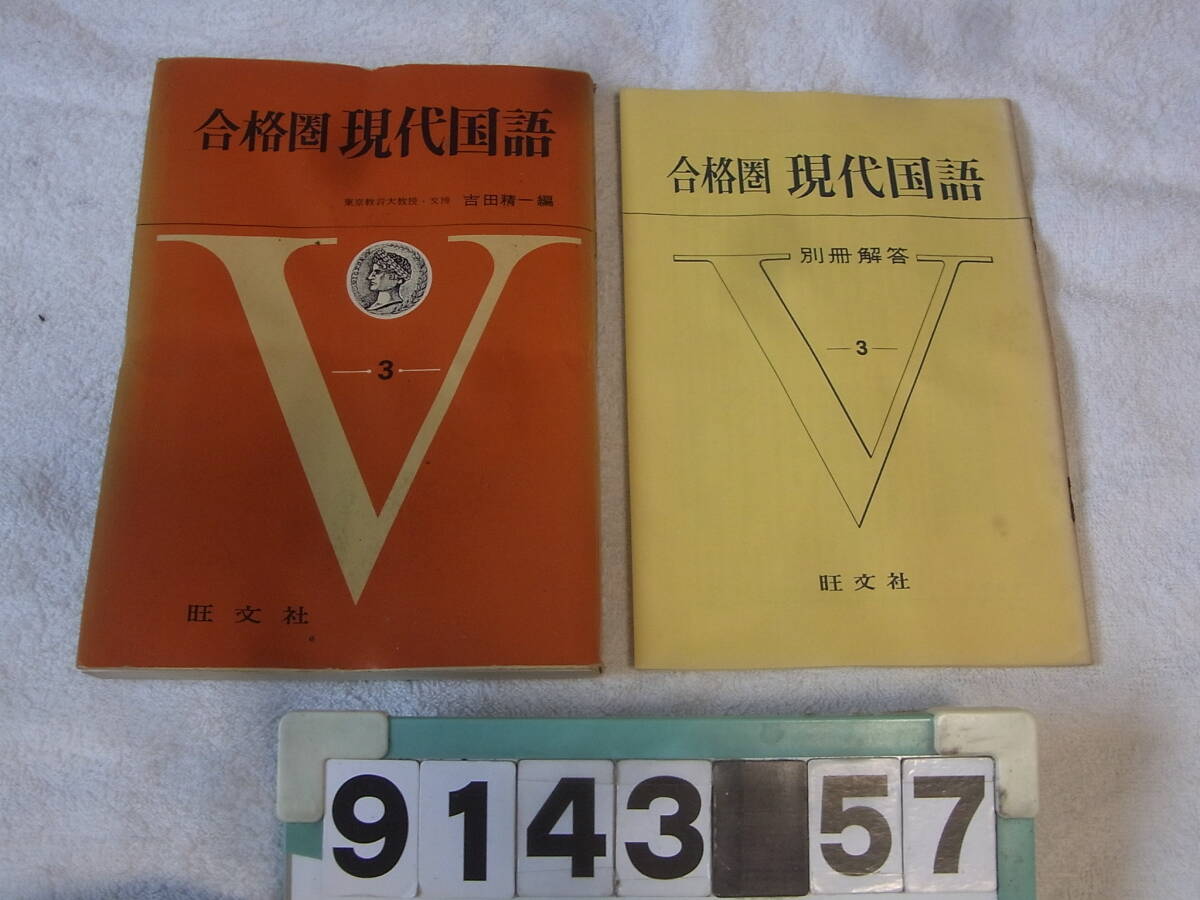 合格圏 現代国語
東京教育大教授・文博 吉田精一編
3
旺文社
合格圏 現代国語
別冊解答
3
旺文社
9143 57